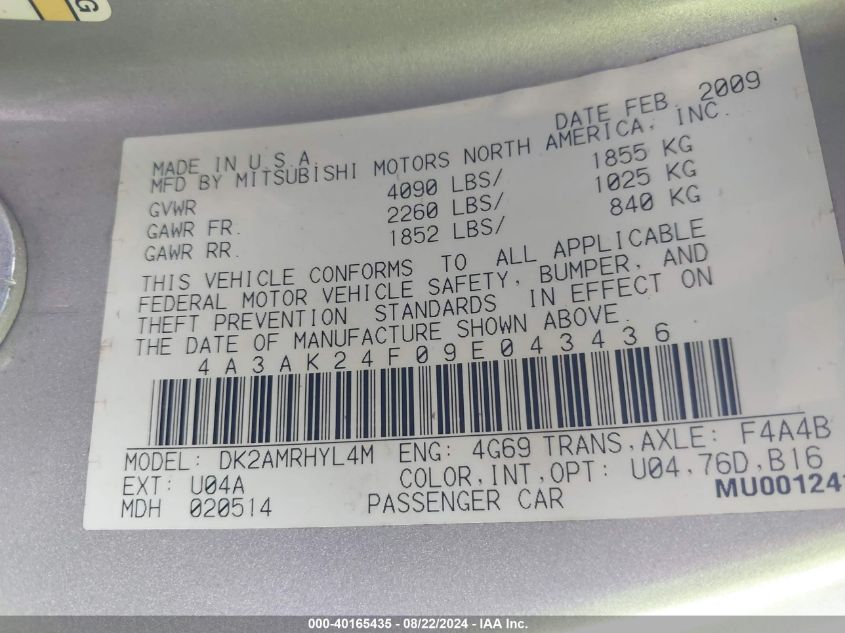 G
DATE FEB. 2009
MADE IN U.S.A.
MFD BY MITSUBISHI MOTORS NORTH AMERICA, INC.
GVWR 4090 LBS/ 1855 KG
GAWR FR. 2260 LBS/ 1025 KG
GAWR RR. 1852 LBS/ 840 KG
THIS VEHICLE CONFORMS TO ALL APPLICABLE
FEDERAL MOTOR VEHICLE SAFETY, BUMPER, AND
THEFT PREVENTION STANDARDS IN EFFECT ON
THE DATE OF MANUFACTURE SHOWN ABOVE.
4A3AK24F09E043436
MODEL: DK2AMRHYL4M ENG: 4G69 TRANS,AXLE: F4A4B
EXT: U04A COLOR,INT,OPT: U04,76D,B16
MDH 020514 PASSENGER CAR MU00124
000-40165435 - 08/22/2024 - IAA Inc.